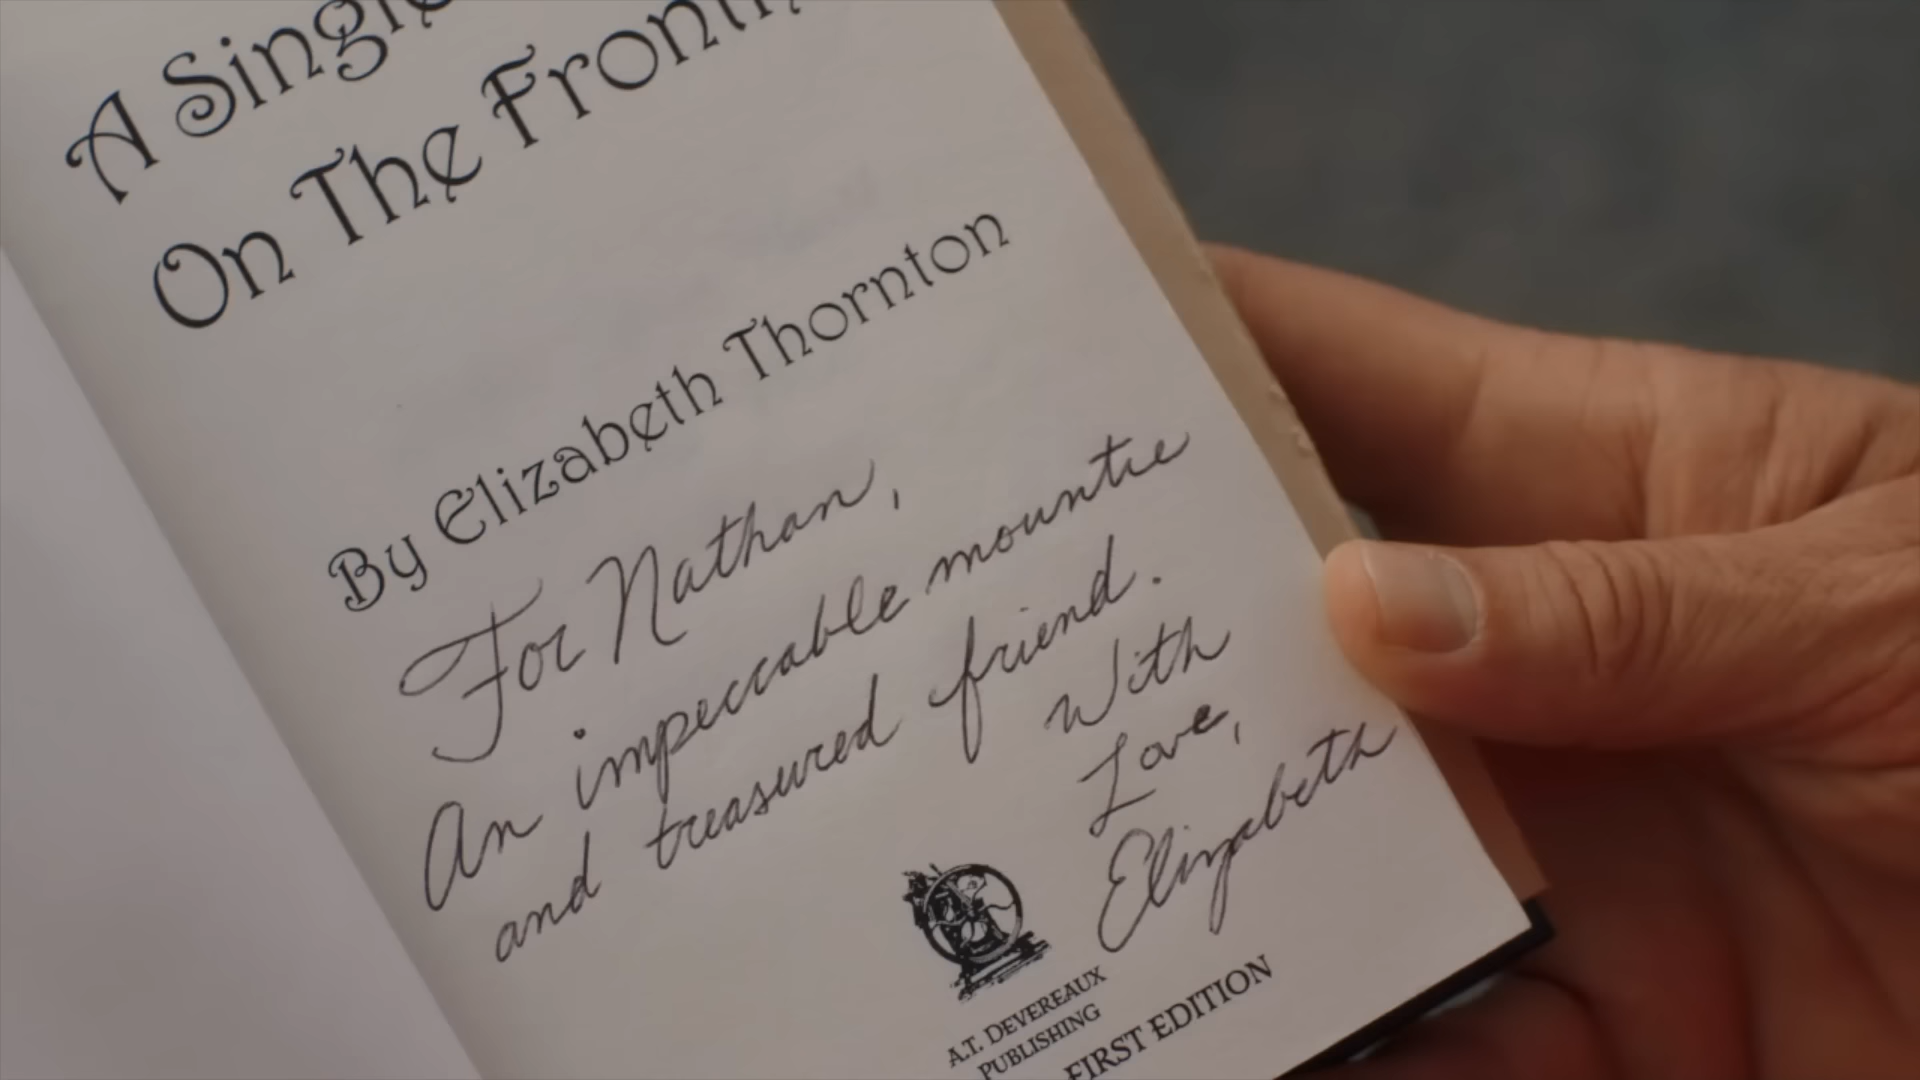 A
On The
By Elizabeth Thornton
For Nathan,
An impeccable mountie
and treasured friend.
With
Love,
Elizabeth
A.T. DEVEREAUX
PUBLISHING
FIRST EDITION